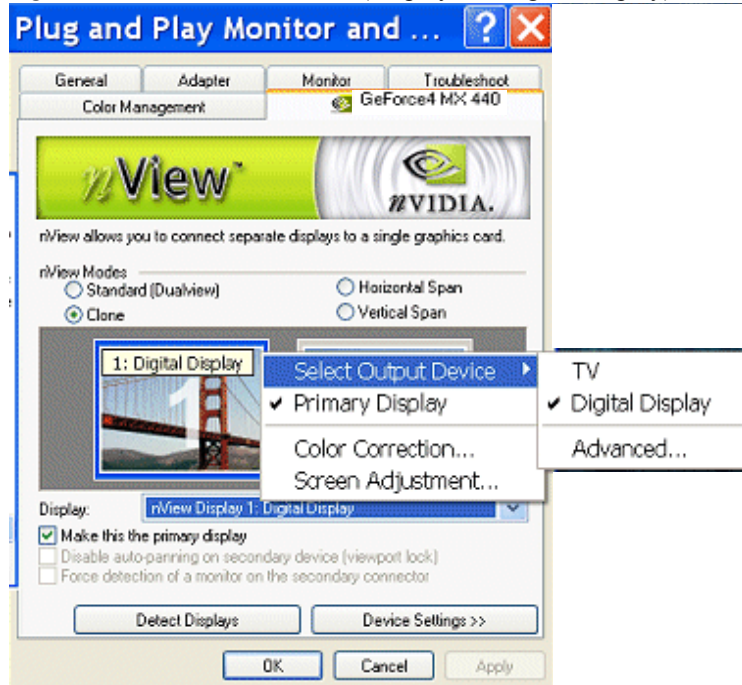 Plug and Play Monitor and ...
General Adapter Monitor Troubleshoot
Color Management GeForce4 MX 440
nView™ NVIDIA.
nView allows you to connect separate displays to a single graphics card.
nView Modes
Standard (Dualview) Horizontal Span
Clone Vertical Span
1: Digital Display
1
Select Output Device TV
Primary Display Digital Display
Color Correction... Advanced...
Screen Adjustment...
Display: nView Display 1: Digital Display
Make this the primary display
Disable auto-panning on secondary device (viewport lock)
Force detection of a monitor on the secondary connector
Detect Displays Device Settings >>
OK Cancel Apply